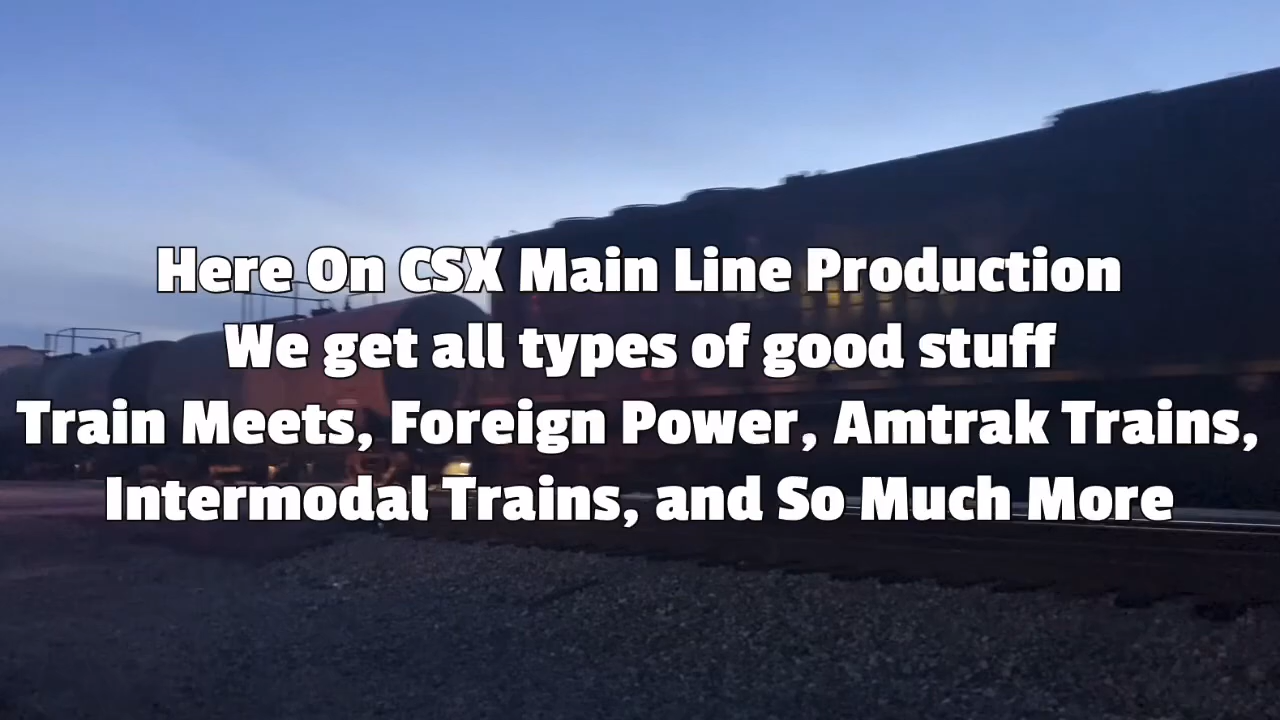 Here On CSX Main Line Production
We get all types of good stuff
Train Meets, Foreign Power, Amtrak Trains,
Intermodal Trains, and So Much More